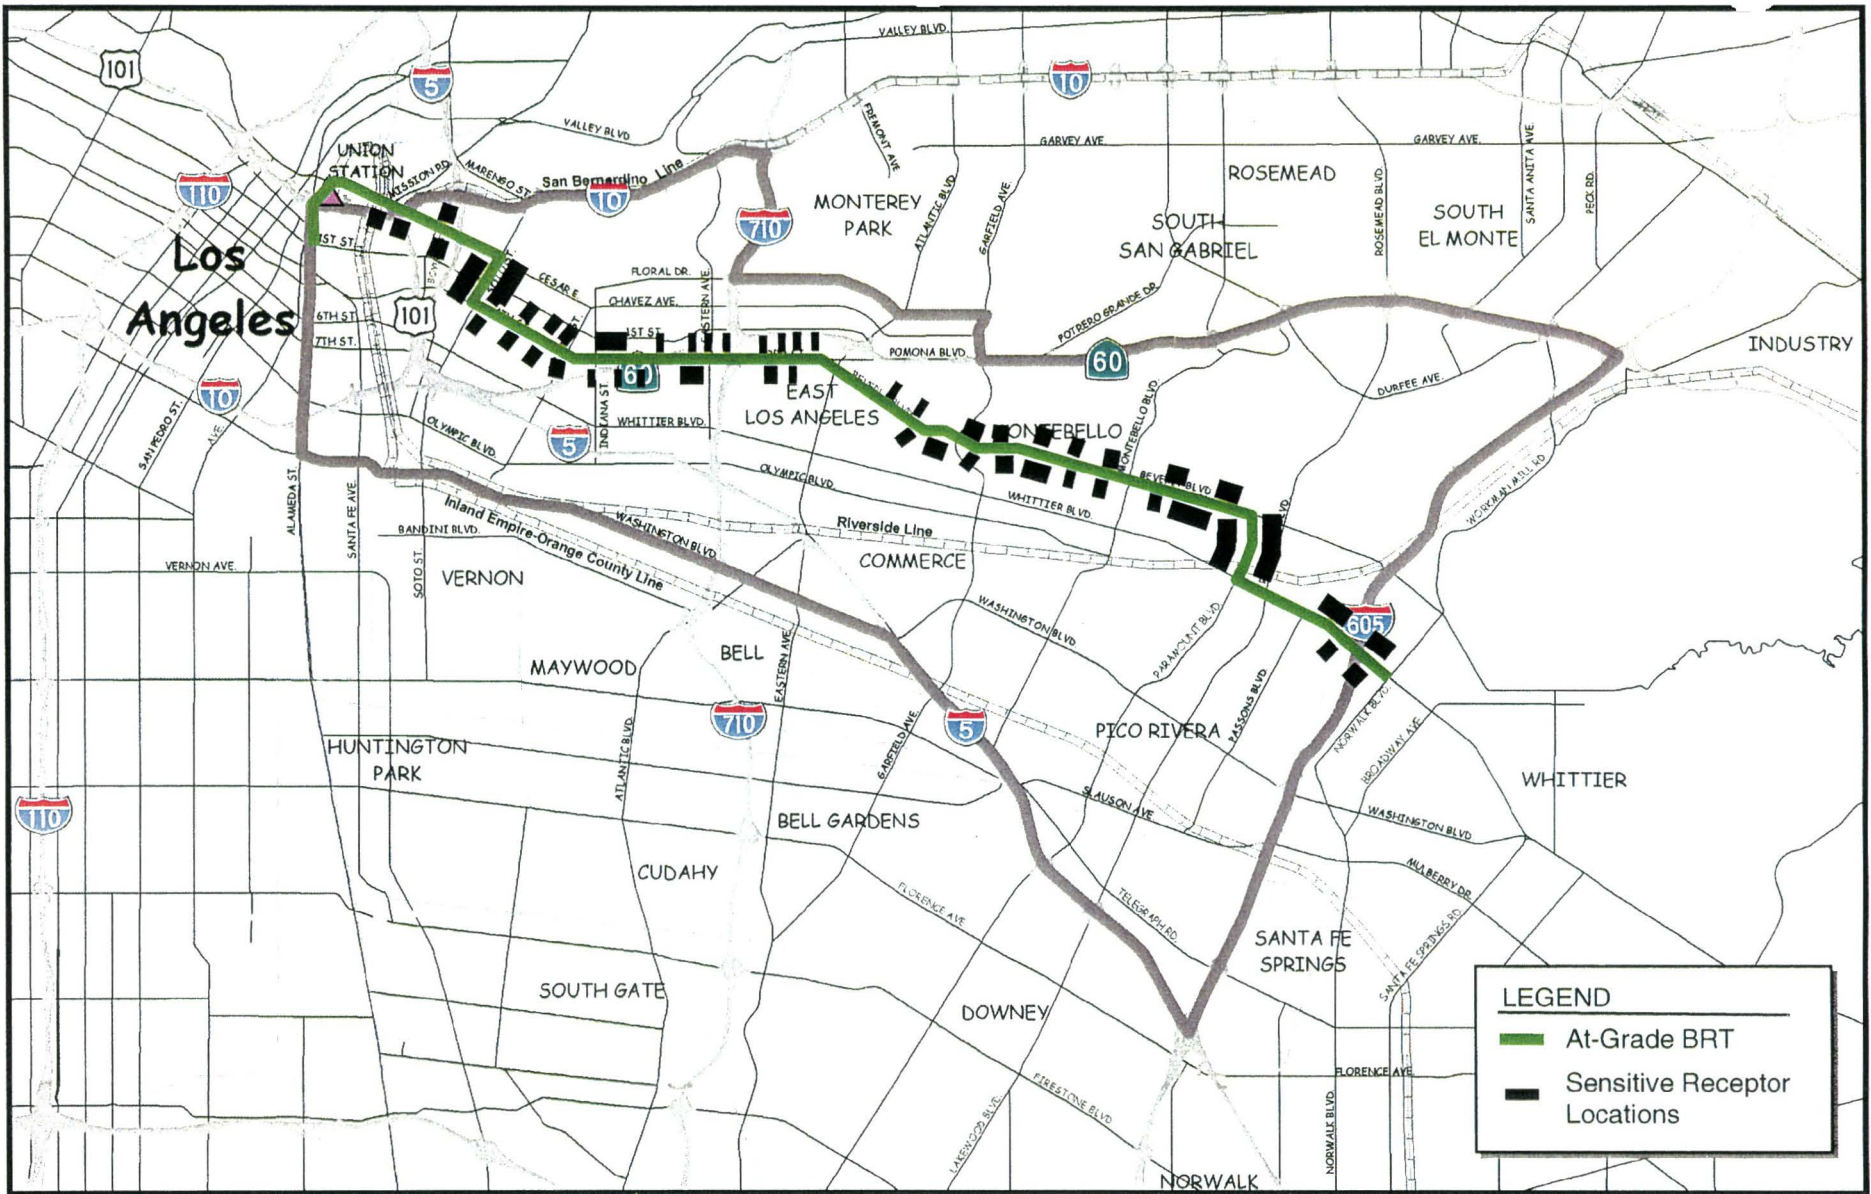 VALLEY BLVD.
101
5
10
VALLEY BLVD
FREMONT AVE
GARVEY AVE.
GARVEY AVE.
SANTA ANITA AVE.
PECK RD.
UNION
STATION
MISSION RD
MARENGO ST
San Bernardino Line
10
110
710
MONTEREY
PARK
ATLANTIC BLVD.
GARFIELD AVE.
ROSEMEAD
SOUTH
SAN GABRIEL
ROSEMEAD BLVD.
SOUTH
EL MONTE
Los
Angeles
1ST ST.
CESAR E.
CHAVEZ AVE.
FLORAL DR.
6TH ST.
7TH ST.
101
1ST ST.
POMONA BLVD.
POTRERO GRANDE DR.
60
60
INDUSTRY
DURFEE AVE.
10
SAN PEDRO ST.
AVE.
OLYMPIC BLVD.
5
INDIANA ST.
WHITTIER BLVD.
EAST
LOS ANGELES
MONTEBELLO BLVD
OLYMPIC BLVD.
WHITTIER BLVD.
WORKMAN MILL RD
ALAMEDA ST
SANTA FE AVE.
BANDINI BLVD.
SOTO ST.
Inland Empire-Orange County Line
WASHINGTON BLVD
Riverside Line
COMMERCE
VERNON AVE.
VERNON
WASHINGTON BLVD
PARAMOUNT BLVD
PASSONS BLVD
605
NORWALK BLVD.
BROADWAY AVE
MAYWOOD
BELL
EASTERN AVE.
ATLANTIC BLVD.
710
GARFIELD AVE.
5
PICO RIVERA
WHITTIER
HUNTINGTON
PARK
110
BELL GARDENS
SLAUSON AVE
WASHINGTON BLVD
MULBERRY DR.
CUDAHY
FLORENCE AVE
TELEGRAPH RD.
SANTA FE
SPRINGS
SANTA FE SPRINGS RD.
SOUTH GATE
DOWNEY
FIRESTONE BLVD
LAKEWOOD BLVD.
FLORENCE AVE.
NORWALK BLVD.
NORWALK
LEGEND
At-Grade BRT
Sensitive Receptor
Locations